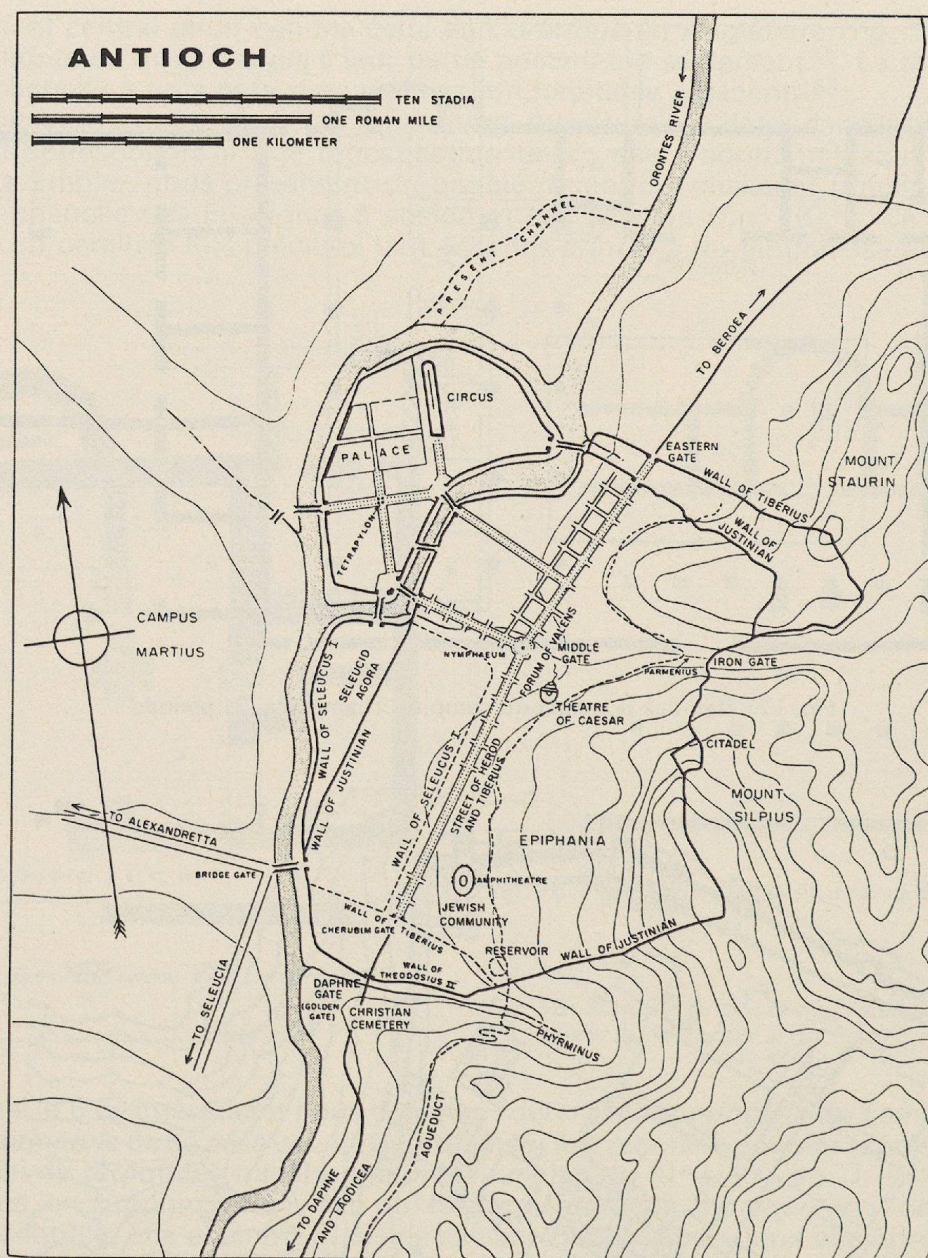 ANTIOCH
TEN STADIA
ONE ROMAN MILE
ONE KILOMETER
ORONTES RIVER
PRESENT CHANNEL
TO BEROEA
CIRCUS
PALACE
EASTERN
GATE
MOUNT
STAURIN
WALL OF TIBERIUS
WALL OF
JUSTINIAN
TETRAPYLON
CAMPUS
MARTIUS
NYMPHAEUM
FORUM OF VALENS
MIDDLE
GATE
PARMENIUS
IRON GATE
THEATRE
OF CAESAR
SELEUCID
AGORA
WALL OF SELEUCUS I
WALL OF JUSTINIAN
WALL OF SELEUCUS I
STREET OF HEROD
AND TIBERIUS
CITADEL
MOUNT
SILPIUS
EPIPHANIA
TO ALEXANDRETTA
BRIDGE GATE
AMPHITHEATRE
JEWISH
COMMUNITY
WALL OF TIBERIUS
CHERUBIM GATE
RESERVOIR
WALL OF JUSTINIAN
WALL OF
THEODOSIUS II
DAPHNE
GATE
(GOLDEN
GATE)
CHRISTIAN
CEMETERY
PHYRMINUS
TO SELEUCIA
AQUEDUCT
TO DAPHNE
AND LAODICEA